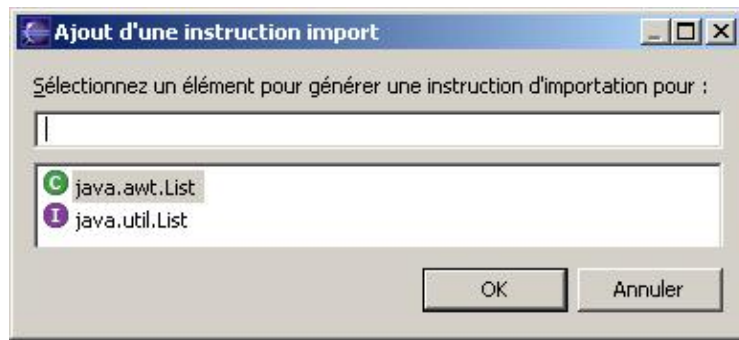 Ajout d'une instruction import
Sélectionnez un élément pour générer une instruction d'importation pour :
C java.awt.List
I java.util.List
OK Annuler